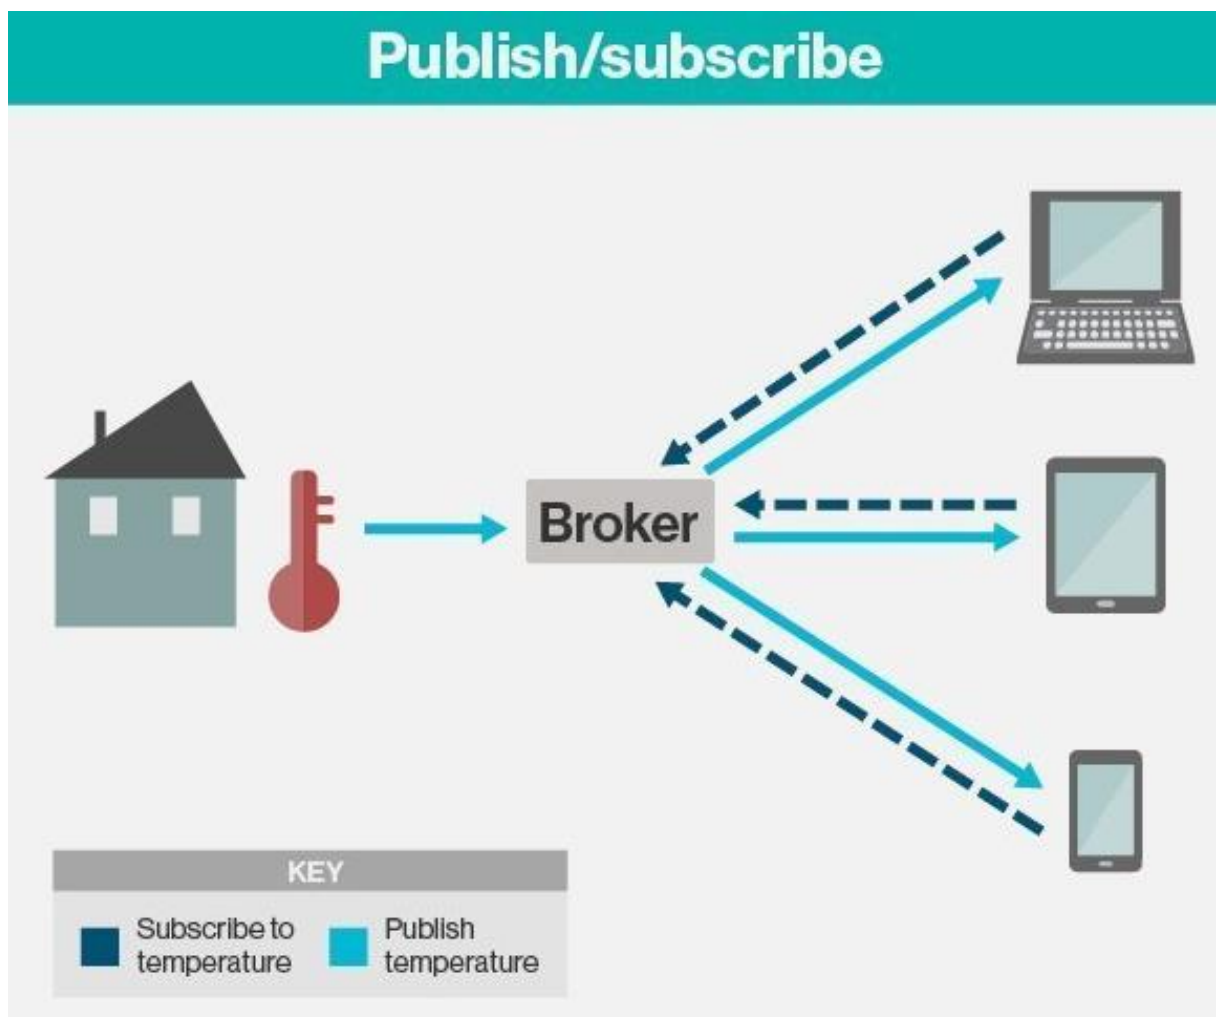 Publish/subscribe
Broker
KEY
Subscribe to
temperature
Publish
temperature